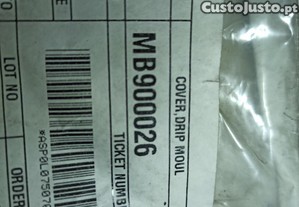 CustoJusto.pt
COVER,DRIP MOUL
MB900026
TICKET NUMB
LOT NO
ORDER